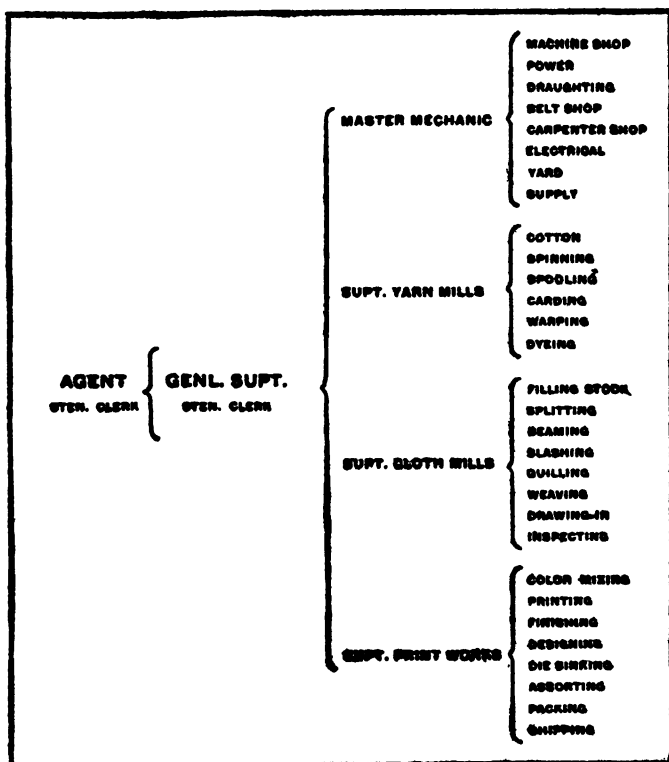 AGENT
STEN. CLERK
GENL. SUPT.
STEN. CLERK
MASTER MECHANIC
MACHINE SHOP
POWER
DRAUGHTING
BELT SHOP
CARPENTER SHOP
ELECTRICAL
YARD
SUPPLY
SUPT. YARN MILLS
COTTON
SPINNING
SPOOLING
CARDING
WARPING
DYEING
SUPT. CLOTH MILLS
FILLING STOCK
SPLITTING
BEAMING
SLASHING
QUILLING
WEAVING
DRAWING-IN
INSPECTING
SUPT. PRINT WORKS
COLOR MIXING
PRINTING
FINISHING
DESIGNING
DIE SINKING
ASSORTING
PACKING
SHIPPING